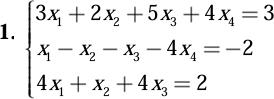 1. { 3x₁ + 2x₂ + 5x₃ + 4x₄ = 3
x₁ − x₂ − x₃ − 4x₄ = −2
4x₁ + x₂ + 4x₃ = 2